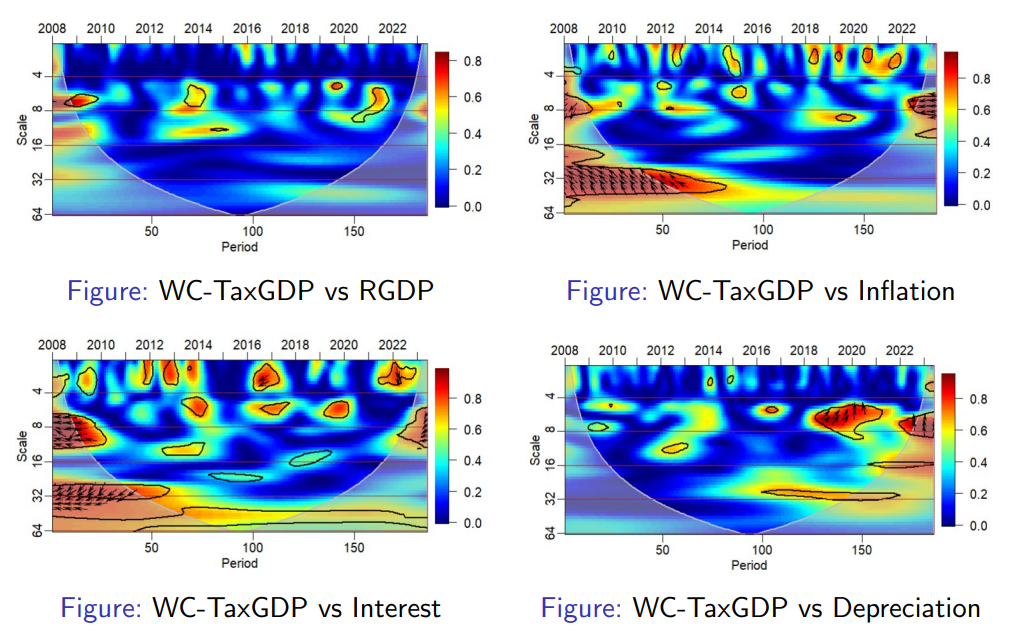 2008 2010 2012 2014 2016 2018 2020 2022
4 8 16 32 64
Scale
50 100 150
Period
0.8 0.6 0.4 0.2 0.0
Figure: WC-TaxGDP vs RGDP
2008 2010 2012 2014 2016 2018 2020 2022
4 8 16 32 64
Scale
50 100 150
Period
0.8 0.6 0.4 0.2 0.0
Figure: WC-TaxGDP vs Inflation
2008 2010 2012 2014 2016 2018 2020 2022
4 8 16 32 64
Scale
50 100 150
Period
0.8 0.6 0.4 0.2 0.0
Figure: WC-TaxGDP vs Interest
2008 2010 2012 2014 2016 2018 2020 2022
4 8 16 32 64
Scale
50 100 150
Period
0.8 0.6 0.4 0.2 0.0
Figure: WC-TaxGDP vs Depreciation